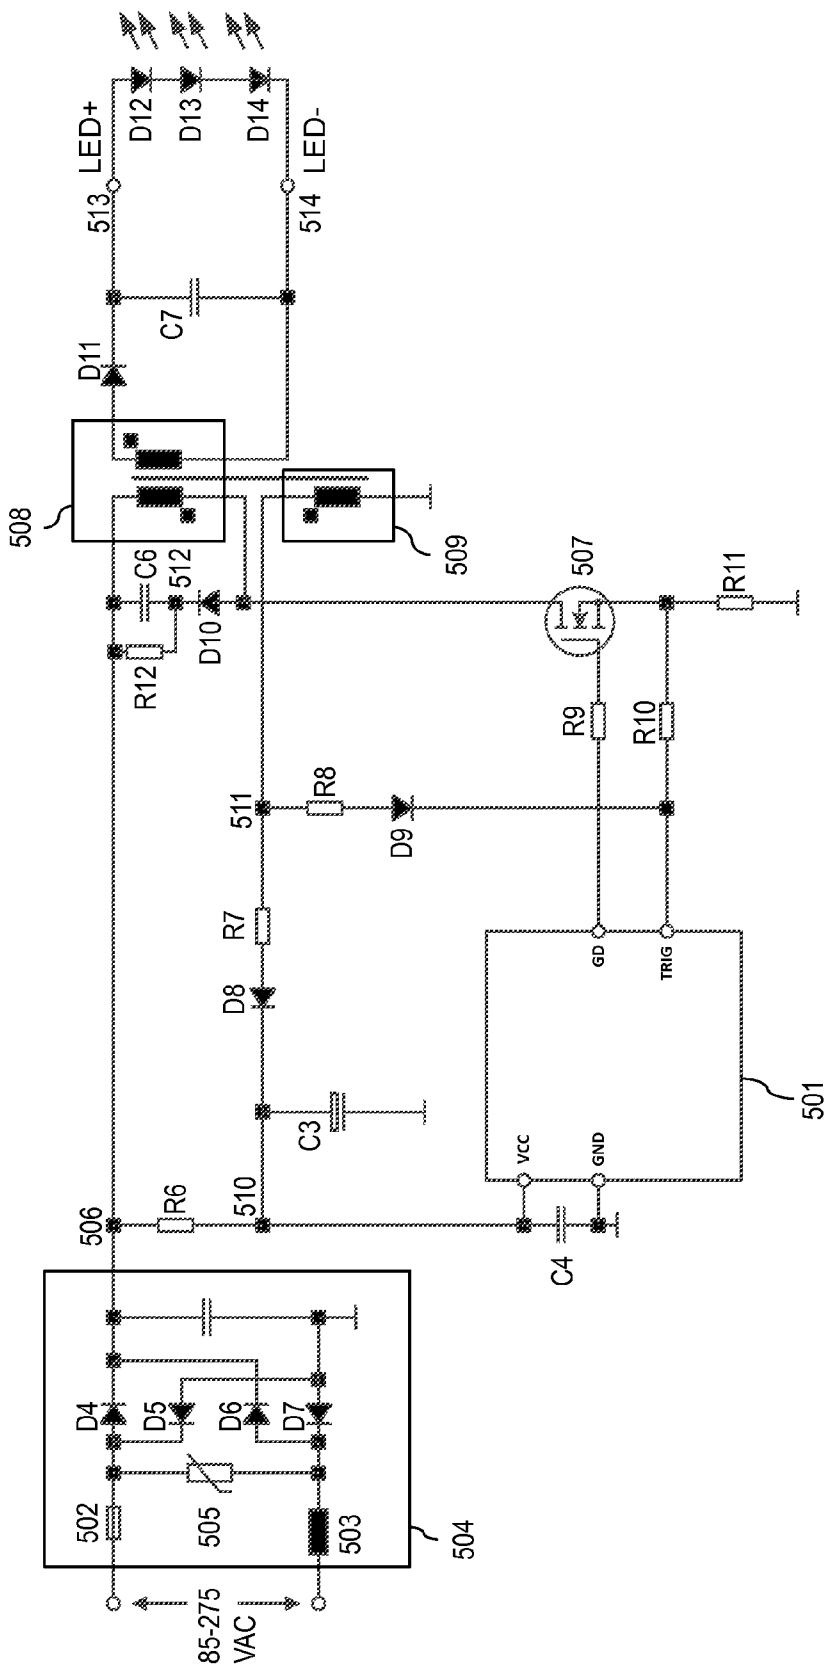 85-275
VAC
502
505
503
504
D4
D5
D6
D7
506
R6
510
C3
D8
R7
511
R8
D9
R12
C6
512
D10
508
509
D11
C7
513
LED+
514
LED-
D12
D13
D14
507
R9
R10
R11
C4
VCC
GND
GD
TRIG
501